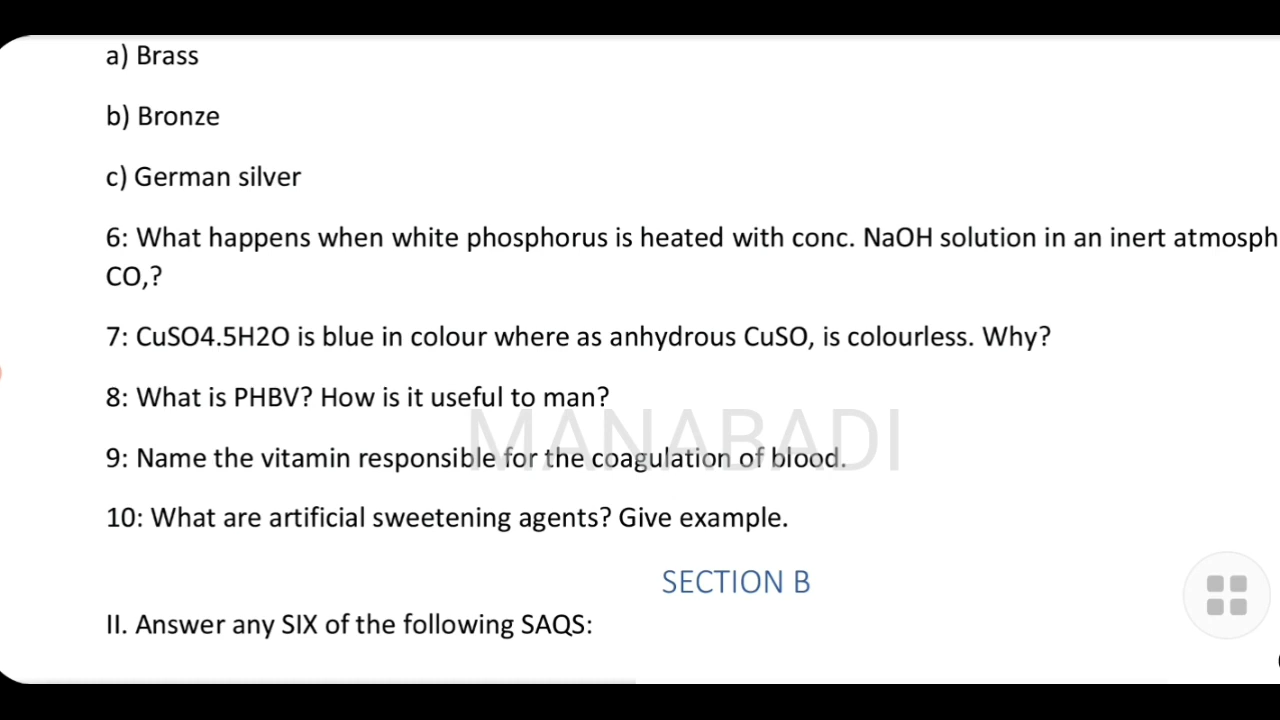 a) Brass
b) Bronze
c) German silver
6: What happens when white phosphorus is heated with conc. NaOH solution in an inert atmosph
CO,?
7: CuSO4.5H2O is blue in colour where as anhydrous CuSO, is colourless. Why?
8: What is PHBV? How is it useful to man?
MANABADI
9: Name the vitamin responsible for the coagulation of blood.
10: What are artificial sweetening agents? Give example.
SECTION B
II. Answer any SIX of the following SAQS: